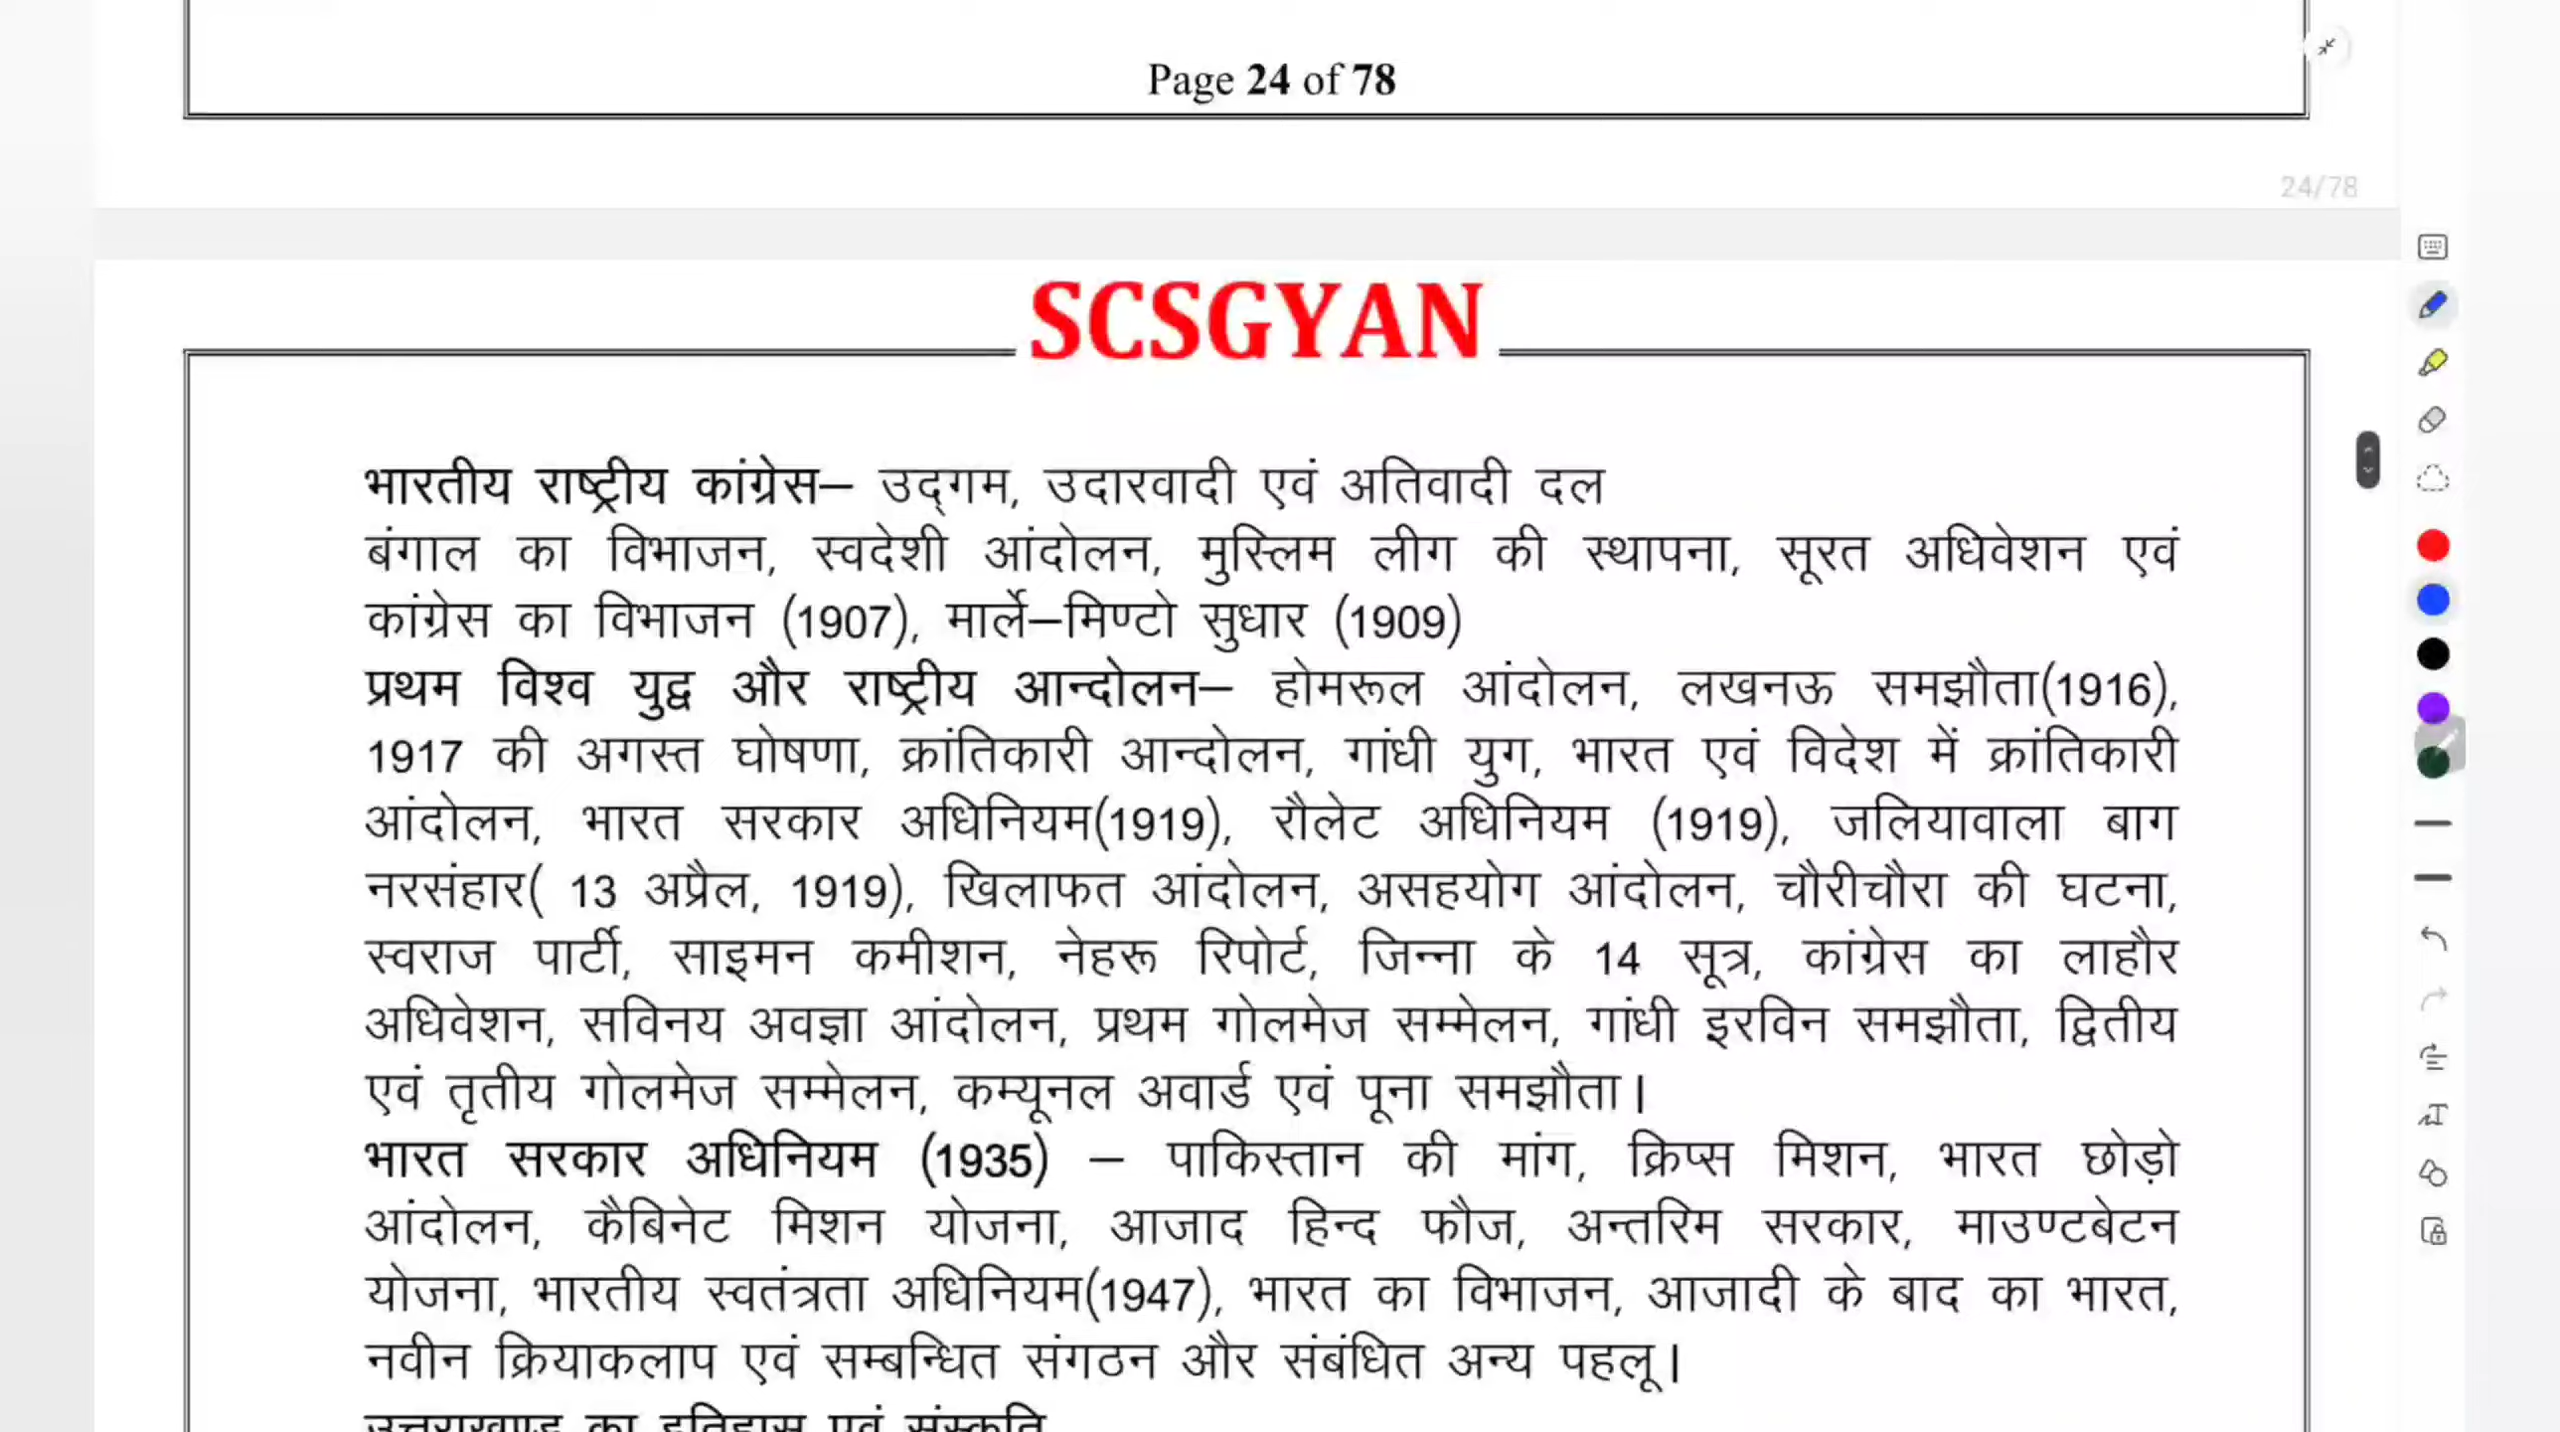 Page 24 of 78
24/78
SCSGYAN
भारतीय राष्ट्रीय कांग्रेस– उद्गम, उदारवादी एवं अतिवादी दल
बंगाल का विभाजन, स्वदेशी आंदोलन, मुस्लिम लीग की स्थापना, सूरत अधिवेशन एवं
कांग्रेस का विभाजन (1907), मार्ले–मिण्टो सुधार (1909)
प्रथम विश्व युद्व और राष्ट्रीय आन्दोलन– होमरूल आंदोलन, लखनऊ समझौता(1916),
1917 की अगस्त घोषणा, क्रांतिकारी आन्दोलन, गांधी युग, भारत एवं विदेश में क्रांतिकारी
आंदोलन, भारत सरकार अधिनियम(1919), रौलेट अधिनियम (1919), जलियावाला बाग
नरसंहार( 13 अप्रैल, 1919), खिलाफत आंदोलन, असहयोग आंदोलन, चौरीचौरा की घटना,
स्वराज पार्टी, साइमन कमीशन, नेहरू रिपोर्ट, जिन्ना के 14 सूत्र, कांग्रेस का लाहौर
अधिवेशन, सविनय अवज्ञा आंदोलन, प्रथम गोलमेज सम्मेलन, गांधी इरविन समझौता, द्वितीय
एवं तृतीय गोलमेज सम्मेलन, कम्यूनल अवार्ड एवं पूना समझौता।
भारत सरकार अधिनियम (1935) – पाकिस्तान की मांग, क्रिप्स मिशन, भारत छोड़ो
आंदोलन, कैबिनेट मिशन योजना, आजाद हिन्द फौज, अन्तरिम सरकार, माउण्टबेटन
योजना, भारतीय स्वतंत्रता अधिनियम(1947), भारत का विभाजन, आजादी के बाद का भारत,
नवीन क्रियाकलाप एवं सम्बन्धित संगठन और संबंधित अन्य पहलू।
उत्तराखण्ड का इतिहास एवं संस्कृति